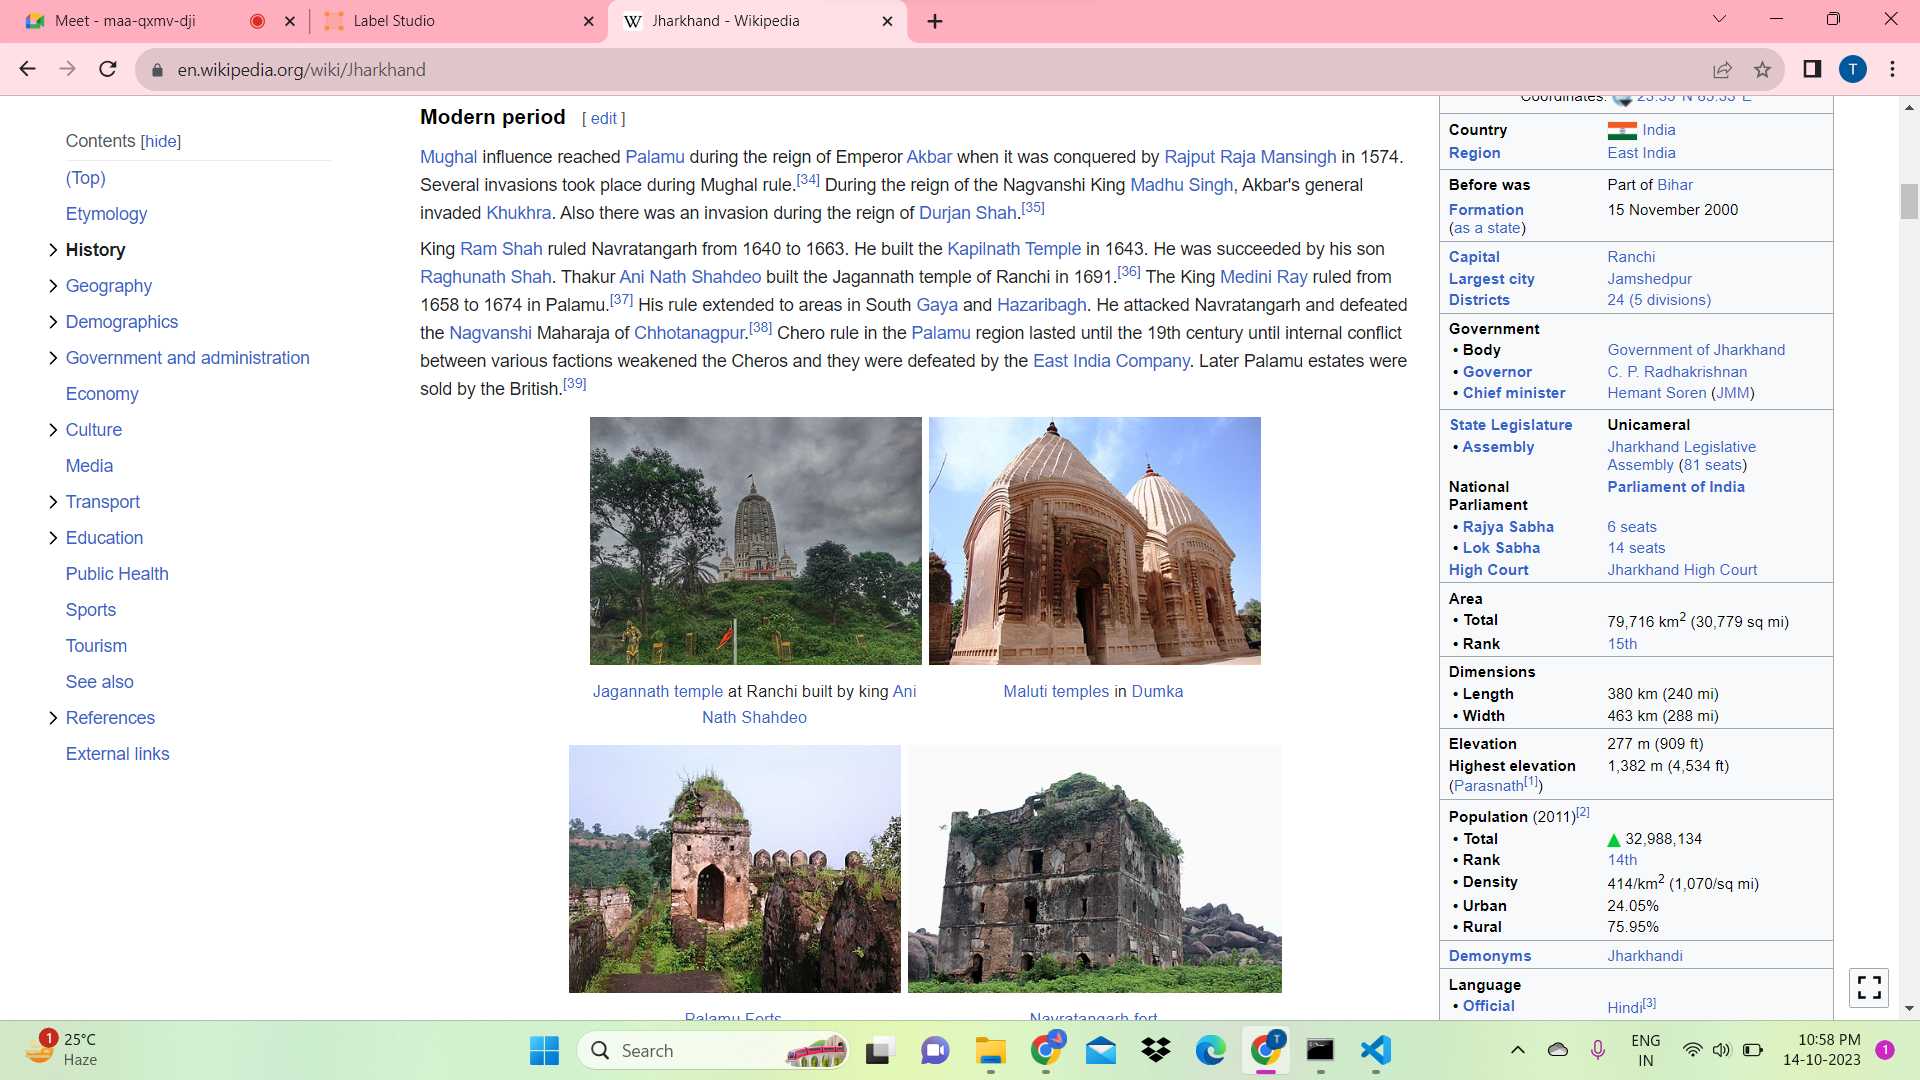 Meet - maa-qxmv-dji
Label Studio
W Jharkhand - Wikipedia
en.wikipedia.org/wiki/Jharkhand
T
Contents [hide]
(Top)
Etymology
History
Geography
Demographics
Government and administration
Economy
Culture
Media
Transport
Education
Public Health
Sports
Tourism
See also
References
External links
Modern period [ edit ]
Mughal influence reached Palamu during the reign of Emperor Akbar when it was conquered by Rajput Raja Mansingh in 1574.
Several invasions took place during Mughal rule.[34] During the reign of the Nagvanshi King Madhu Singh, Akbar's general
invaded Khukhra. Also there was an invasion during the reign of Durjan Shah.[35]
King Ram Shah ruled Navratangarh from 1640 to 1663. He built the Kapilnath Temple in 1643. He was succeeded by his son
Raghunath Shah. Thakur Ani Nath Shahdeo built the Jagannath temple of Ranchi in 1691.[36] The King Medini Ray ruled from
1658 to 1674 in Palamu.[37] His rule extended to areas in South Gaya and Hazaribagh. He attacked Navratangarh and defeated
the Nagvanshi Maharaja of Chhotanagpur.[38] Chero rule in the Palamu region lasted until the 19th century until internal conflict
between various factions weakened the Cheros and they were defeated by the East India Company. Later Palamu estates were
sold by the British.[39]
Jagannath temple at Ranchi built by king Ani
Nath Shahdeo
Maluti temples in Dumka
Palamu Forts
Navratangarh fort
Coordinates: 23.35°N 85.33°E
Country India
Region East India
Before was Part of Bihar
Formation 15 November 2000
(as a state)
Capital Ranchi
Largest city Jamshedpur
Districts 24 (5 divisions)
Government
• Body Government of Jharkhand
• Governor C. P. Radhakrishnan
• Chief minister Hemant Soren (JMM)
State Legislature Unicameral
• Assembly Jharkhand Legislative
Assembly (81 seats)
National Parliament of India
Parliament
• Rajya Sabha 6 seats
• Lok Sabha 14 seats
High Court Jharkhand High Court
Area
• Total 79,716 km2 (30,779 sq mi)
• Rank 15th
Dimensions
• Length 380 km (240 mi)
• Width 463 km (288 mi)
Elevation 277 m (909 ft)
Highest elevation 1,382 m (4,534 ft)
(Parasnath[1])
Population (2011)[2]
• Total 32,988,134
• Rank 14th
• Density 414/km2 (1,070/sq mi)
• Urban 24.05%
• Rural 75.95%
Demonyms Jharkhandi
Language
• Official Hindi[3]
1
25°C
Haze
Search
T
ENG
IN
10:58 PM
14-10-2023
1